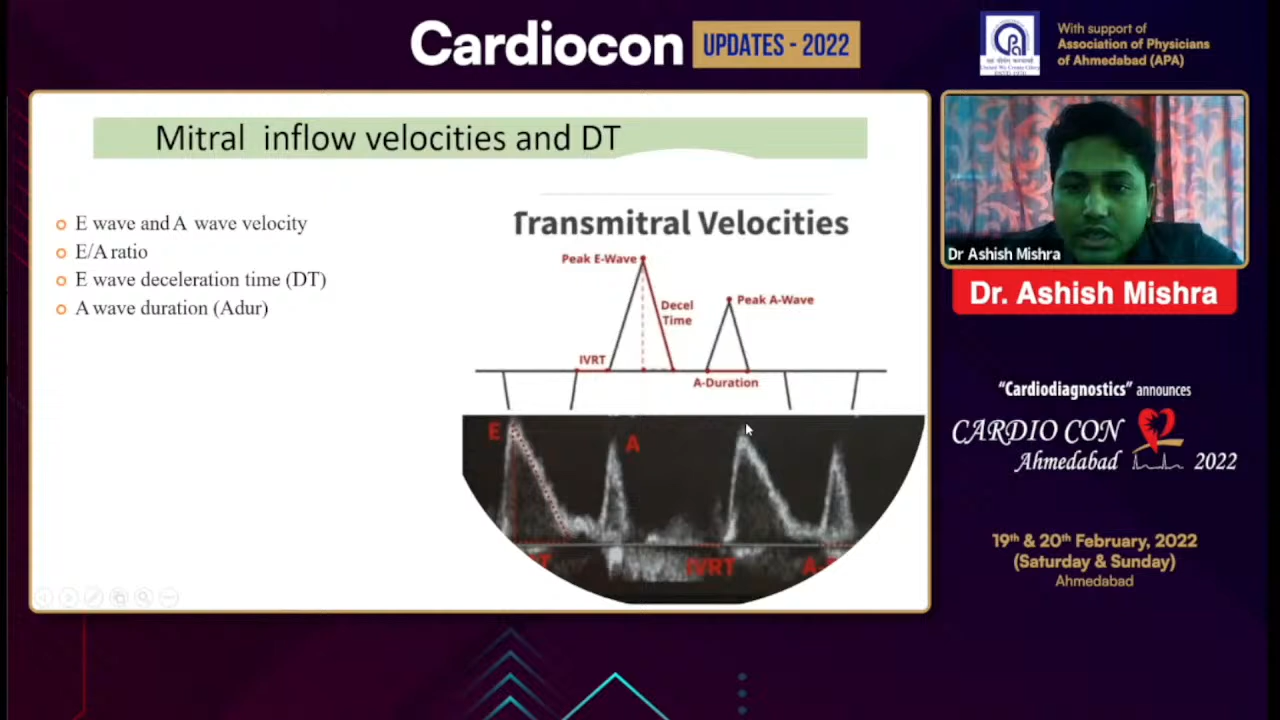 Cardiocon UPDATES - 2022
With support of
Association of Physicians
of Ahmedabad (APA)
Mitral inflow velocities and DT
E wave and A wave velocity
E/A ratio
E wave deceleration time (DT)
A wave duration (Adur)
Transmitral Velocities
Peak E-Wave
Decel
Time
Peak A-Wave
IVRT
A-Duration
E
A
IVRT
Dr Ashish Mishra
Dr. Ashish Mishra
“Cardiodiagnostics” announces
CARDIO CON
Ahmedabad 2022
19th & 20th February, 2022
(Saturday & Sunday)
Ahmedabad